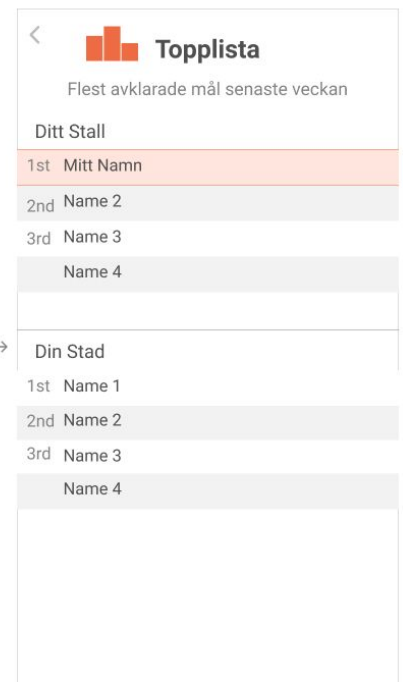 Topplista
Flest avklarade mål senaste veckan
Ditt Stall
1st Mitt Namn
2nd Name 2
3rd Name 3
Name 4
Din Stad
1st Name 1
2nd Name 2
3rd Name 3
Name 4